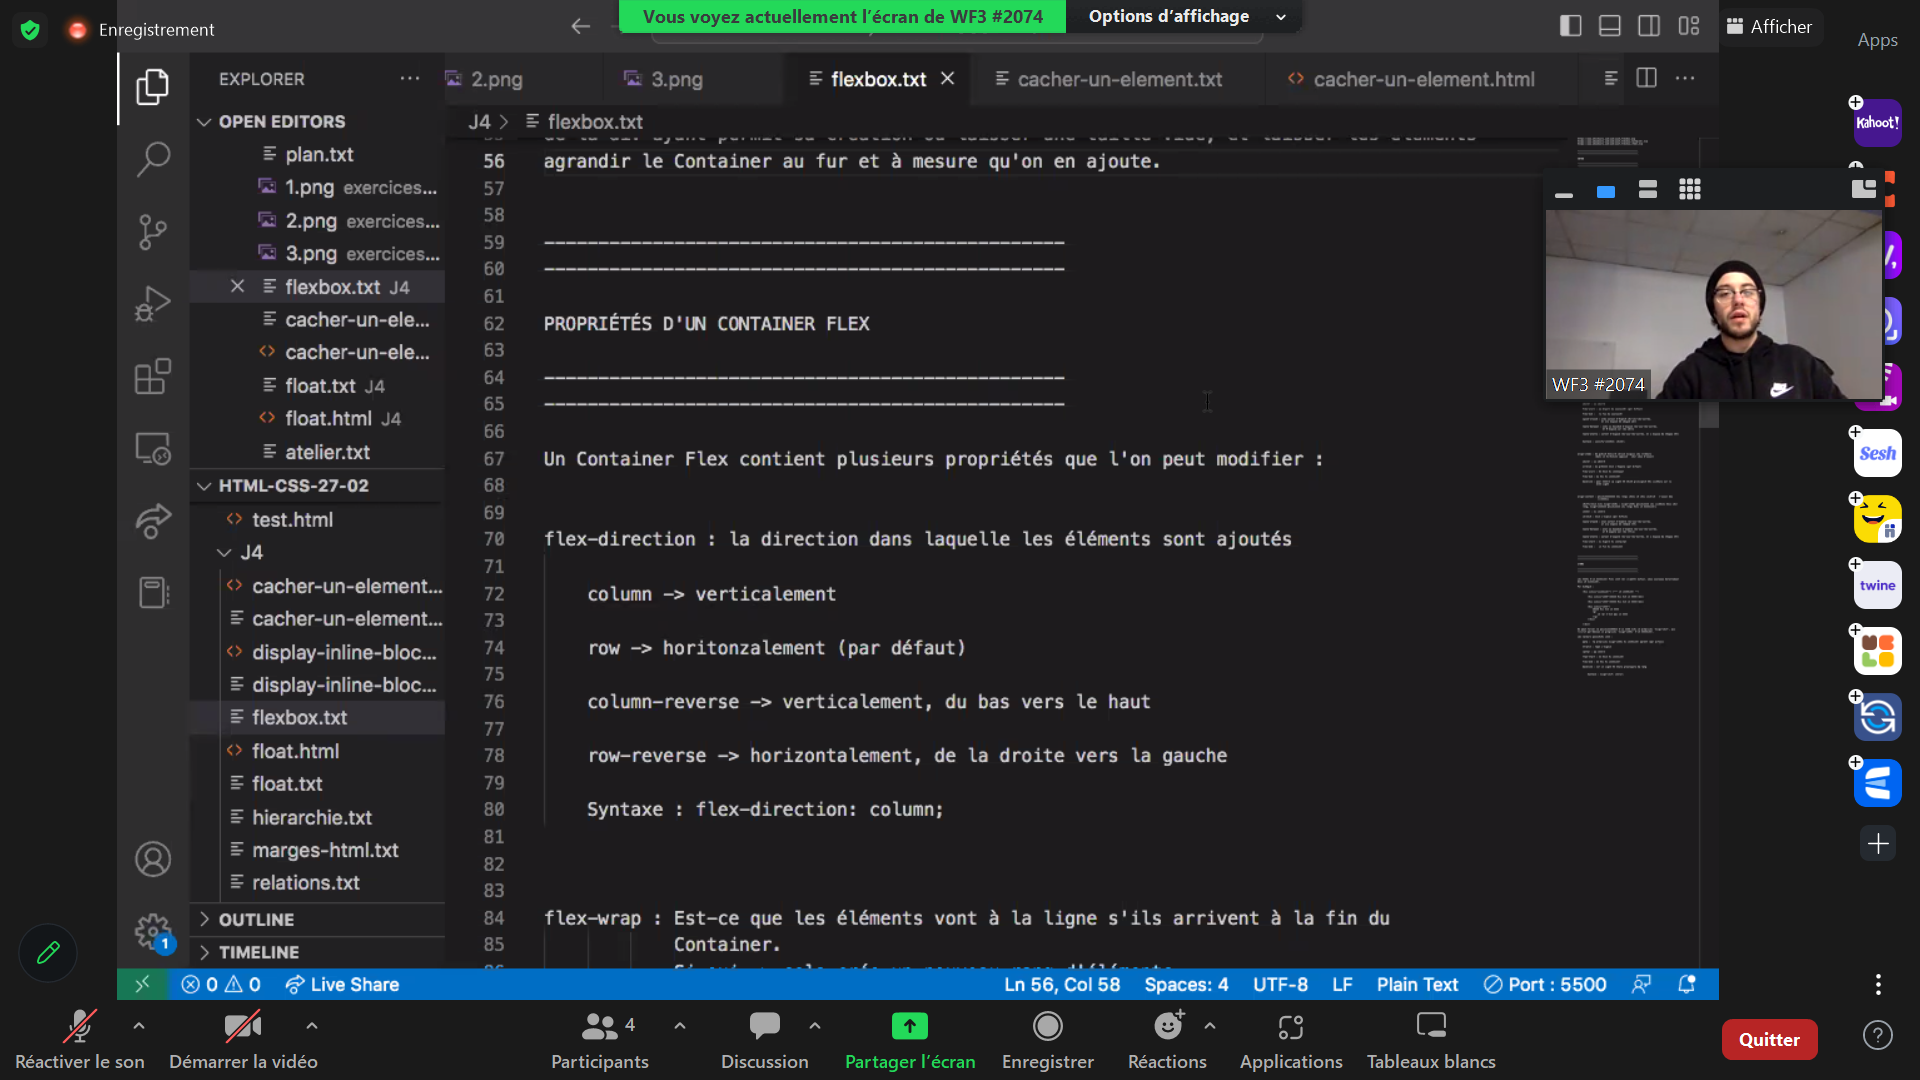 Enregistrement
Vous voyez actuellement l'écran de WF3 #2074
Options d'affichage
Afficher
Apps
EXPLORER
2.png
3.png
flexbox.txt
cacher-un-element.txt
cacher-un-element.html
J4 > flexbox.txt
OPEN EDITORS
plan.txt
1.png exercices...
2.png exercices...
3.png exercices...
flexbox.txt J4
cacher-un-ele...
cacher-un-ele...
float.txt J4
float.html J4
atelier.txt
HTML-CSS-27-02
test.html
J4
cacher-un-element...
cacher-un-element...
display-inline-bloc...
display-inline-bloc...
flexbox.txt
float.html
float.txt
hierarchie.txt
marges-html.txt
relations.txt
OUTLINE
TIMELINE
56 agrandir le Container au fur et à mesure qu'on en ajoute.
57
58
59 ------------------------------------------------
60 ------------------------------------------------
61
62 PROPRIÉTÉS D'UN CONTAINER FLEX
63
64 ------------------------------------------------
65 ------------------------------------------------
66
67 Un Container Flex contient plusieurs propriétés que l'on peut modifier :
68
69
70 flex-direction : la direction dans laquelle les éléments sont ajoutés
71
72 column -> verticalement
73
74 row -> horitonzalement (par défaut)
75
76 column-reverse -> verticalement, du bas vers le haut
77
78 row-reverse -> horizontalement, de la droite vers la gauche
79
80 Syntaxe : flex-direction: column;
81
82
83
84 flex-wrap : Est-ce que les éléments vont à la ligne s'ils arrivent à la fin du
85 Container.
WF3 #2074
Kahoot!
Sesh
twine
1
0 0 Live Share
Ln 56, Col 58 Spaces: 4 UTF-8 LF Plain Text Port : 5500
Réactiver le son
Démarrer la vidéo
4
Participants
Discussion
Partager l'écran
Enregistrer
Réactions
Applications
Tableaux blancs
Quitter